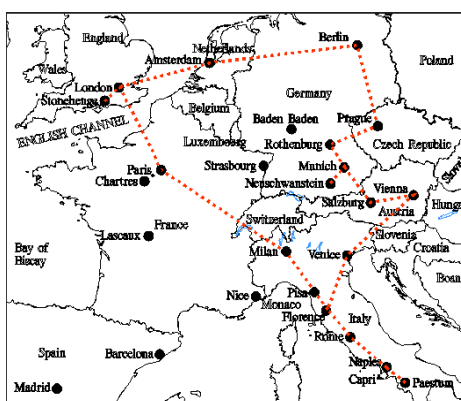 England
Netherlands
Berlin
Amsterdam
Poland
Wales
London
Stonehenge
Germany
Belgium
ENGLISH CHANNEL
Baden Baden
Prague
Luxembourg
Rothenburg
Czech Republic
Paris
Strasbourg
Munich
Chartres
Neuschwanstein
Vienna
Salzburg
Austria
Hunga
Switzerland
France
Slovenia
Lascaux
Croatia
Bay of
Biscay
Milan
Venice
Bosn
Nice
Pisa
Monaco
Florence
Italy
Rome
Spain
Barcelona
Naples
Capri
Paestum
Madrid